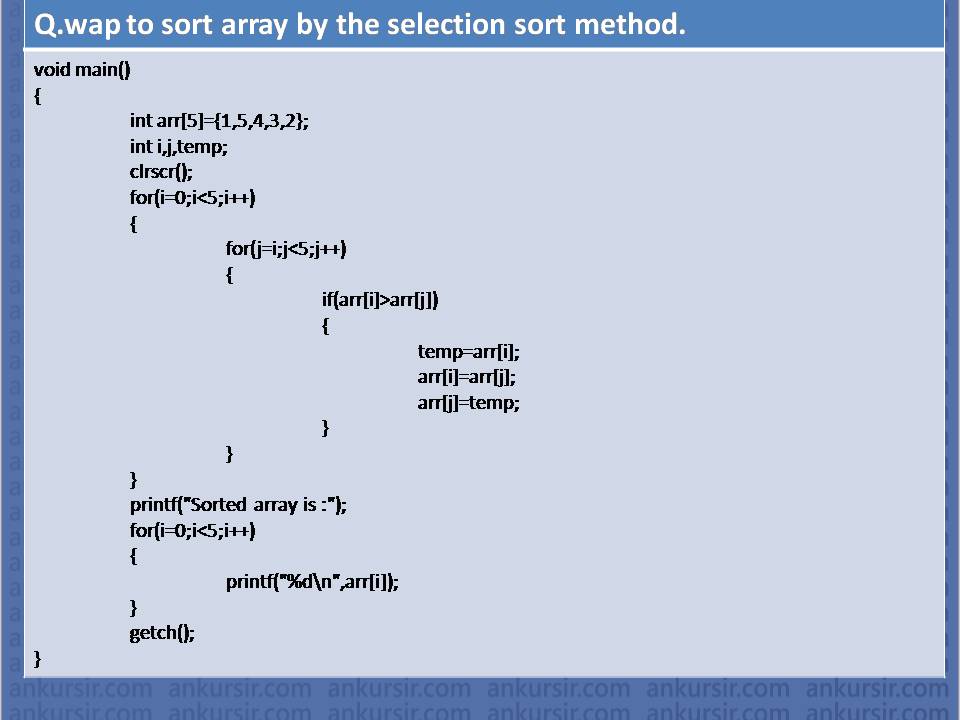 Q.wap to sort array by the selection sort method.
void main()
{
int arr[5]={1,5,4,3,2};
int i,j,temp;
clrscr();
for(i=0;i<5;i++)
{
for(j=i;j<5;j++)
{
if(arr[i]>arr[j])
{
temp=arr[i];
arr[i]=arr[j];
arr[j]=temp;
}
}
}
printf("Sorted array is :");
for(i=0;i<5;i++)
{
printf("%d\n",arr[i]);
}
getch();
}
ankursir.com ankursir.com ankursir.com ankursir.com ankursir.com ankursir.com
ankursir.com ankursir.com ankursir.com ankursir.com ankursir.com ankursir.com